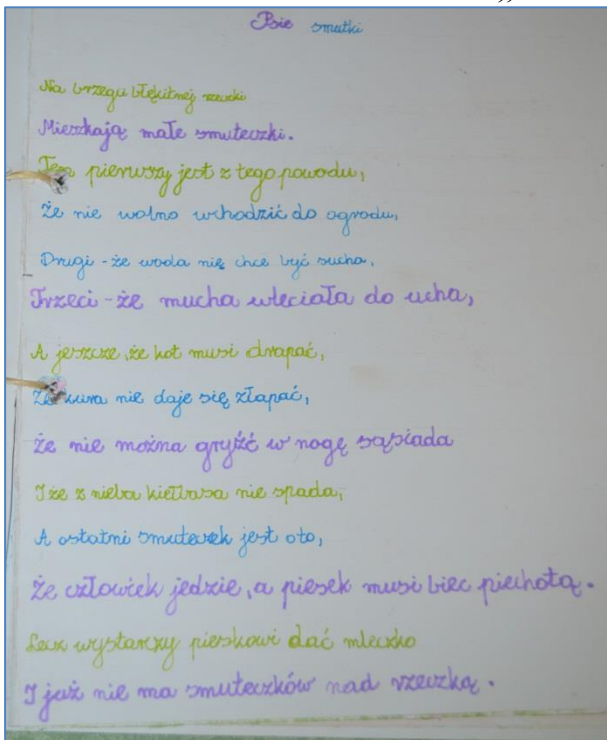 Psie smutki
Na brzegu błękitnej rzeczki
Mieszkają małe smuteczki.
Ten pierwszy jest z tego powodu,
Że nie wolno wchodzić do ogrodu,
Drugi - że woda nię chce być sucha,
Trzeci - że mucha wleciała do ucha,
A jeszcze, że kot musi drapać,
Że kura nie daje się złapać,
Że nie można gryźć w nogę sąsiada
I że z nieba kiełbasa nie spada,
A ostatni smuteczek jest oto,
Że człowiek jedzie, a piesek musi biec piechotą.
Lecz wystarczy pieskowi dać mleczko
I już nie ma smuteczków nad rzeczką.